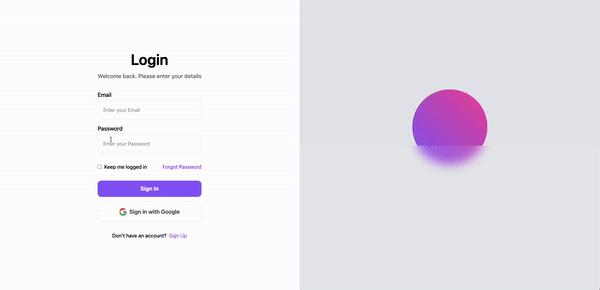 Login
Welcome back. Please enter your details
Email
Enter your Email
Password
Enter your Password
Keep me logged in Forgot Password
Sign In
Sign in with Google
Don't have an account? Sign Up